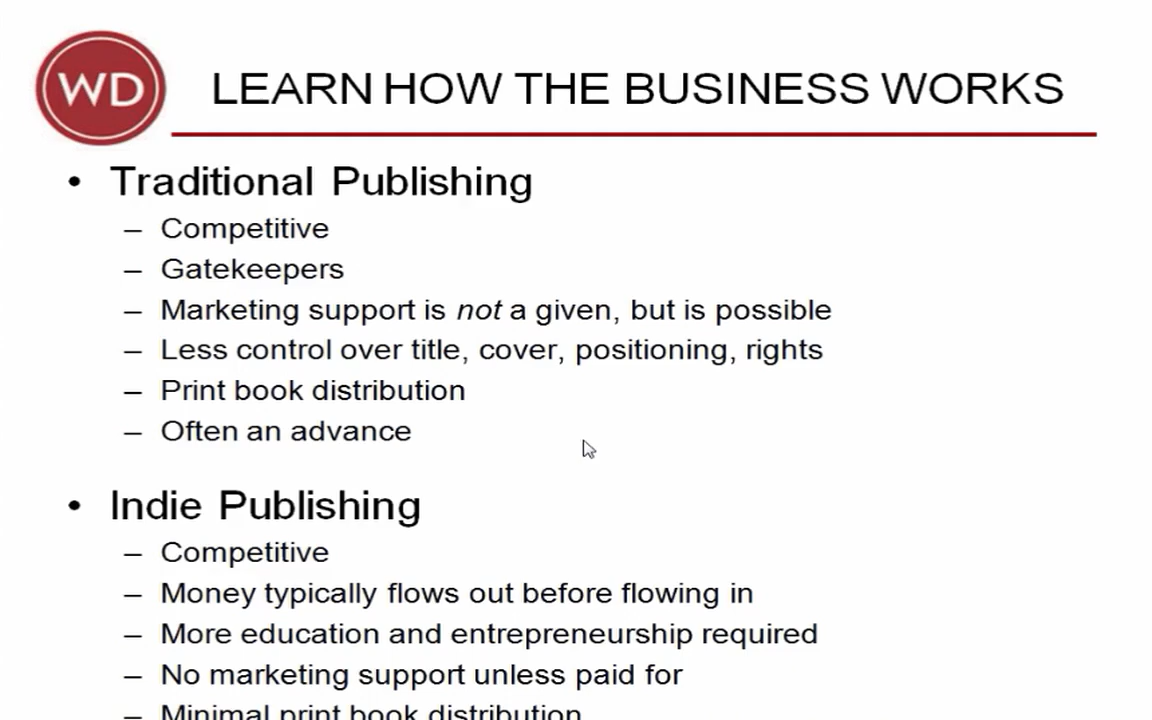 WD
LEARN HOW THE BUSINESS WORKS
• Traditional Publishing
– Competitive
– Gatekeepers
– Marketing support is not a given, but is possible
– Less control over title, cover, positioning, rights
– Print book distribution
– Often an advance
• Indie Publishing
– Competitive
– Money typically flows out before flowing in
– More education and entrepreneurship required
– No marketing support unless paid for
– Minimal print book distribution